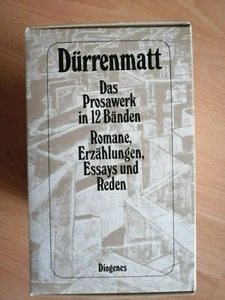 Dürrenmatt
Das
Prosawerk
in 12 Bänden
Romane,
Erzählungen,
Essays und
Reden
Diogenes